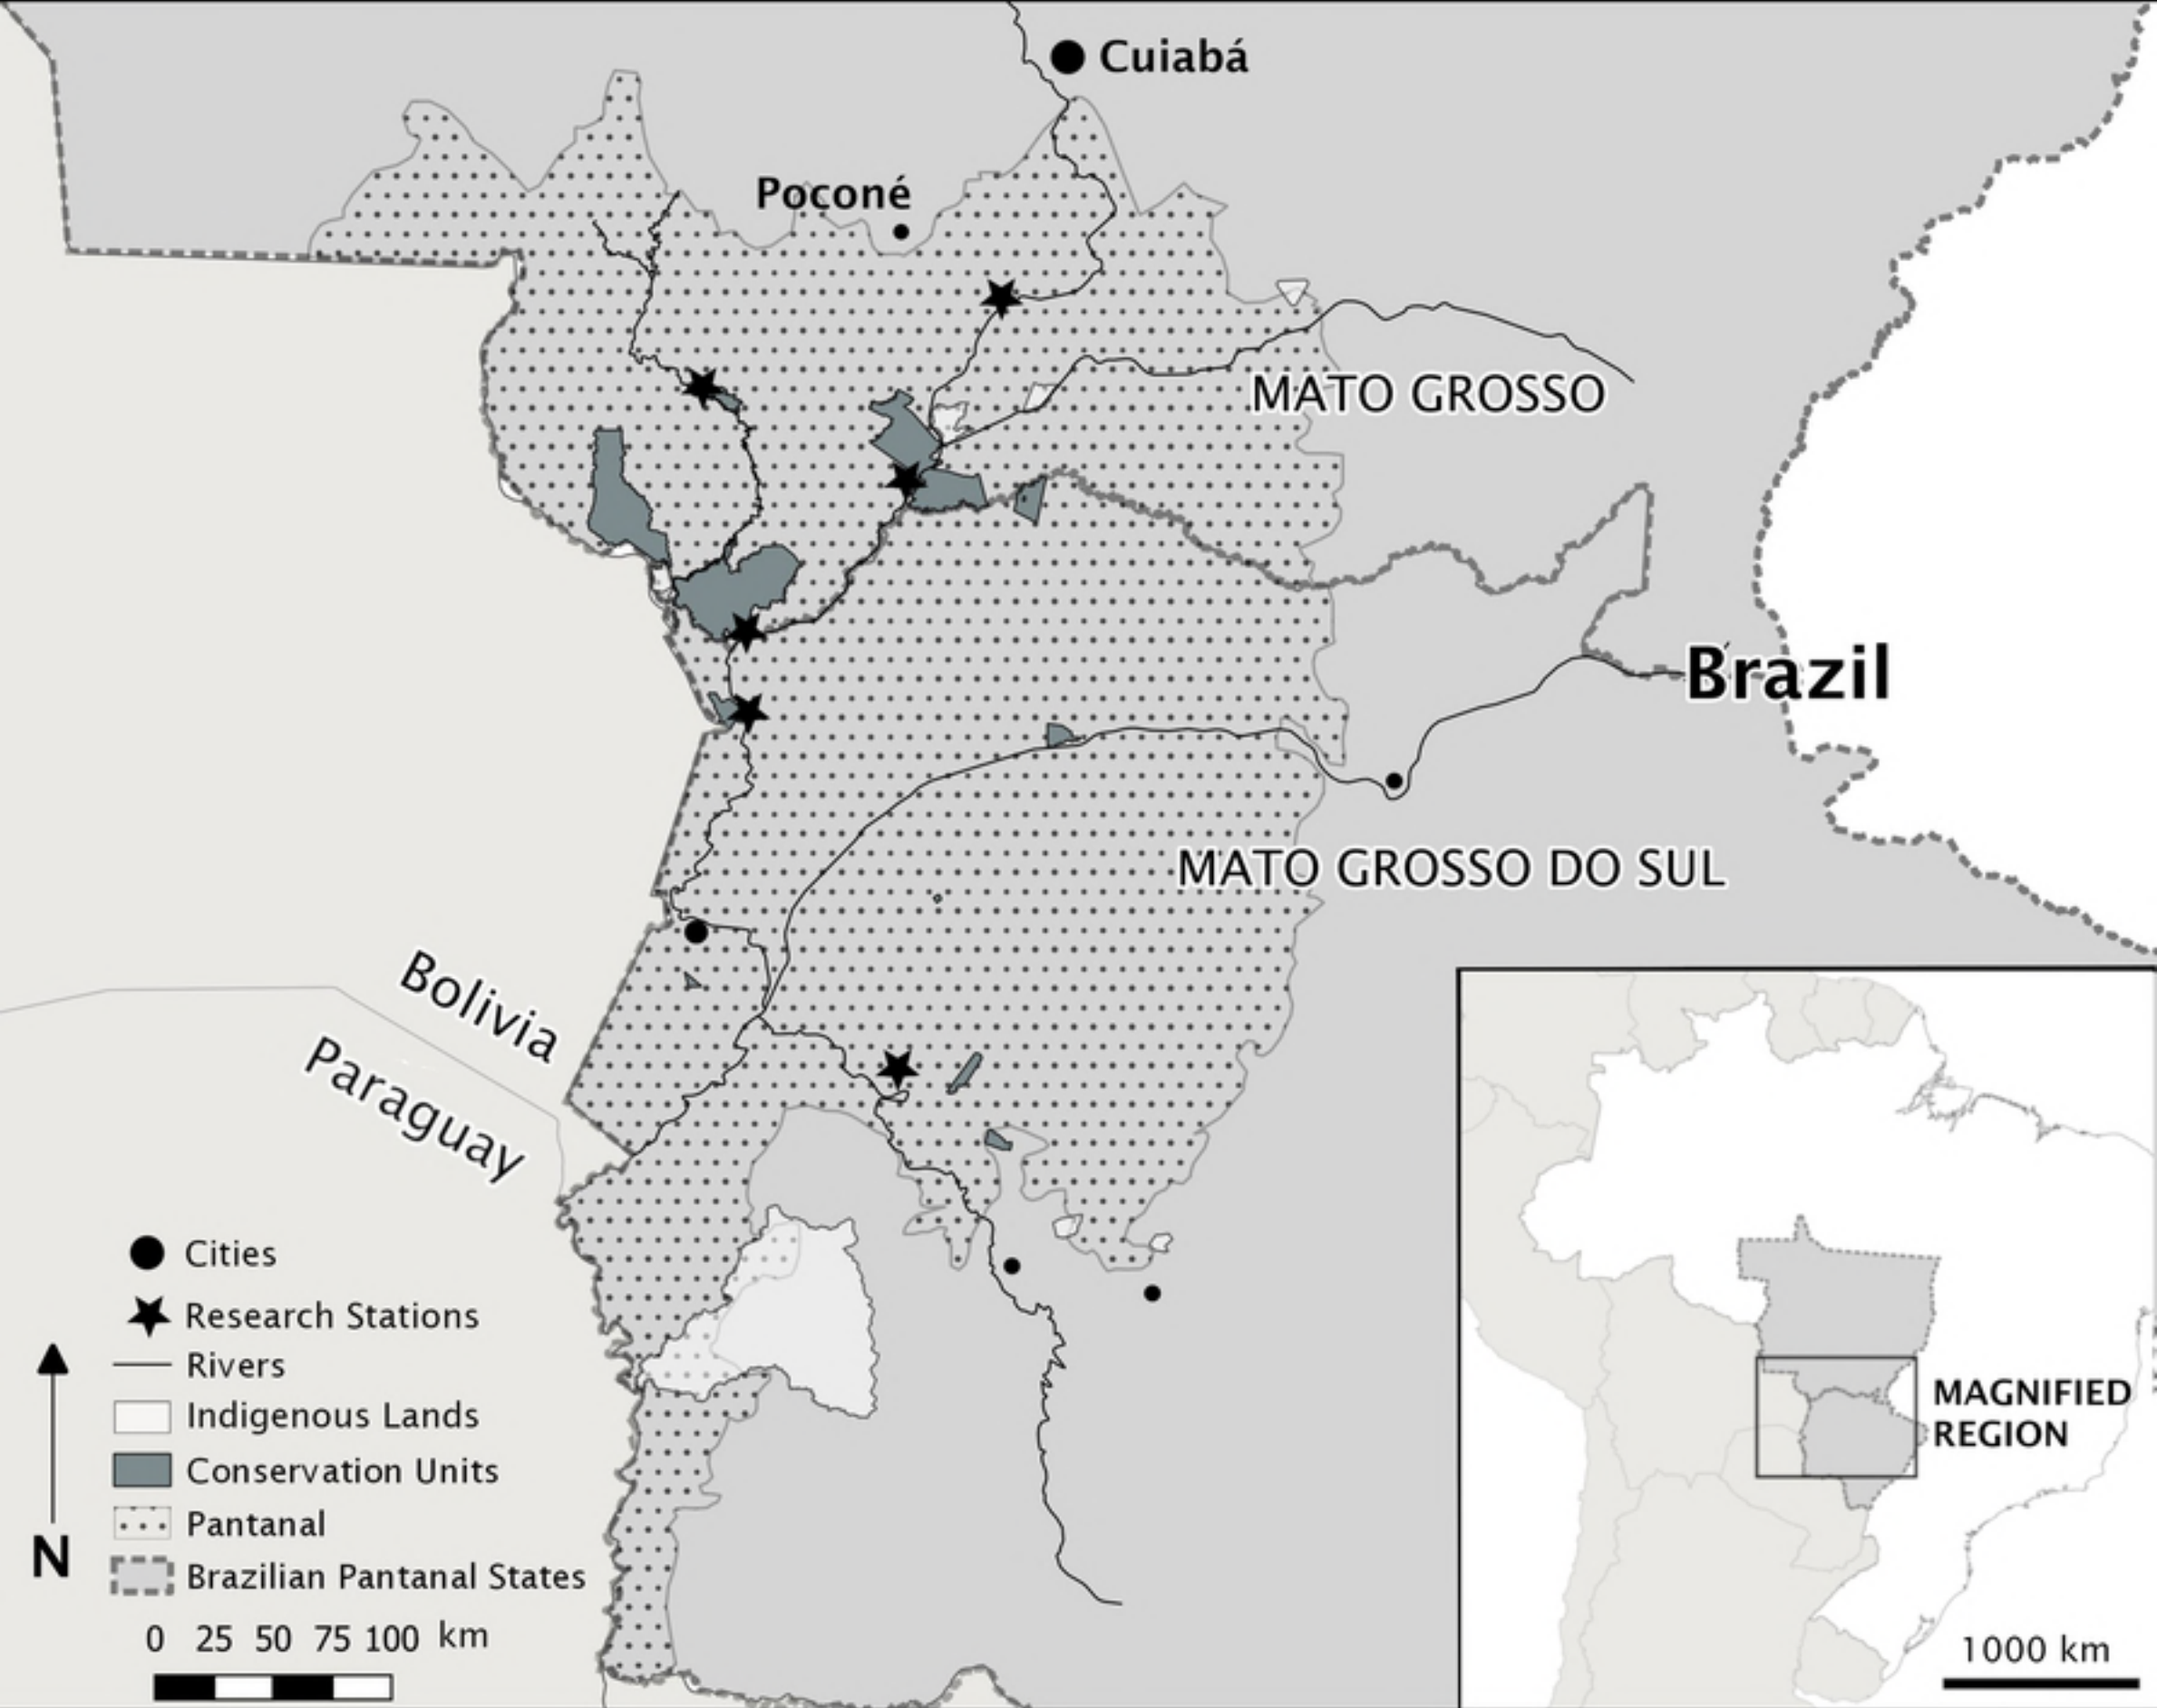 Cuiabá
Poconé
MATO GROSSO
Brazil
MATO GROSSO DO SUL
Bolivia
Paraguay
Cities
Research Stations
Rivers
Indigenous Lands
Conservation Units
Pantanal
Brazilian Pantanal States
N
0 25 50 75 100 km
MAGNIFIED
REGION
1000 km